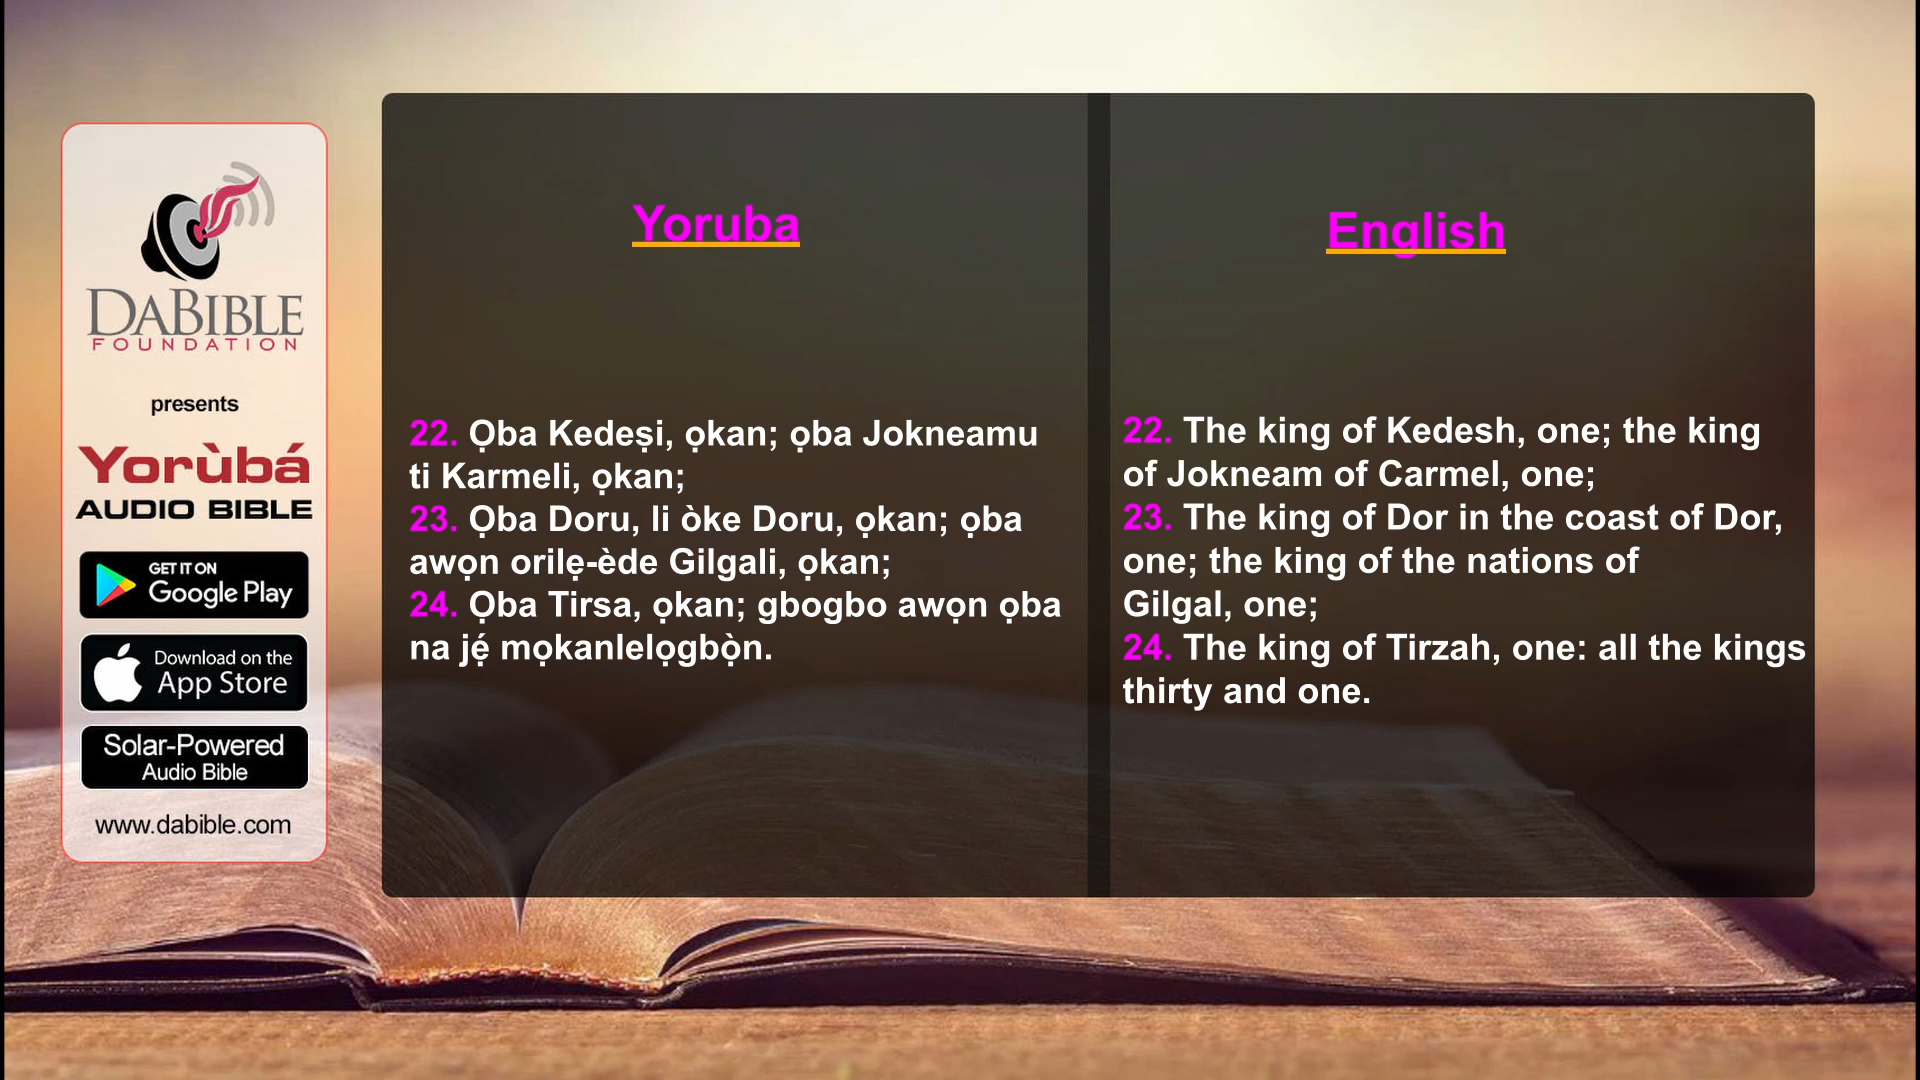 DABIBLE
FOUNDATION
presents
Yorùbá
AUDIO BIBLE
GET IT ON
Google Play
Download on the
App Store
Solar-Powered
Audio Bible
www.dabible.com
Yoruba
22. Ọba Kedeṣi, ọkan; ọba Jokneamu
ti Karmeli, ọkan;
23. Ọba Doru, li òke Doru, ọkan; ọba
awọn orilẹ-ède Gilgali, ọkan;
24. Ọba Tirsa, ọkan; gbogbo awọn ọba
na jẹ́ mọkanlelọgbọ̀n.
English
22. The king of Kedesh, one; the king
of Jokneam of Carmel, one;
23. The king of Dor in the coast of Dor,
one; the king of the nations of
Gilgal, one;
24. The king of Tirzah, one: all the kings
thirty and one.